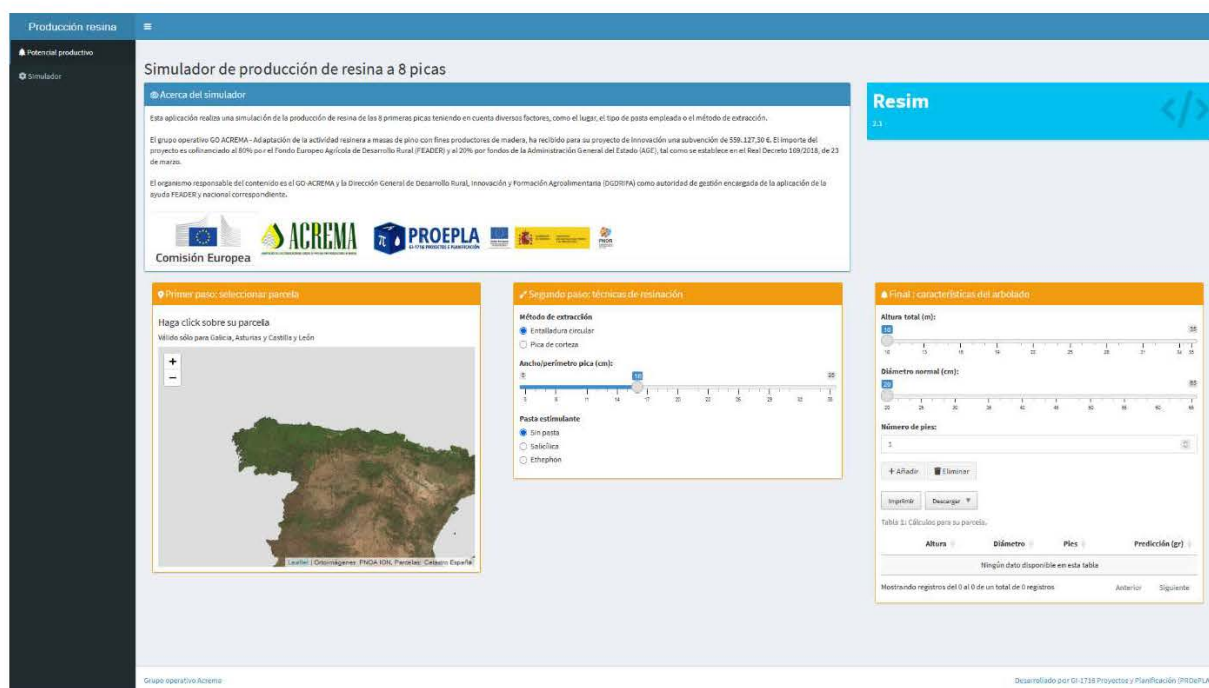 Producción resina
Potencial productivo
Simulador
Simulador de producción de resina a 8 picas
Acerca del simulador
Esta aplicación realiza una simulación de la producción de resina de las 8 primeras picas teniendo en cuenta diversos factores, como el lugar, el tipo de pasta empleada o el método de extracción.
El grupo operativo GO ACREMA - Adaptación de la actividad resinera a masas de pino con fines productores de madera, ha recibido para su proyecto de innovación una subvención de 559.127,30 €. El importe del
proyecto es cofinanciado al 80% por el Fondo Europeo Agrícola de Desarrollo Rural (FEADER) y al 20% por fondos de la Administración General del Estado (AGE), tal como se establece en el Real Decreto 169/2018, de 23
de marzo.
El organismo responsable del contenido es el GO-ACREMA y la Dirección General de Desarrollo Rural, Innovación y Formación Agroalimentaria (DGDRIFA) como autoridad de gestión encargada de la aplicación de la
ayuda FEADER y nacional correspondiente.
Comisión Europea
ACREMA
PROEPLA
GI-1716 PROYECTOS Y PLANIFICACIÓN
Resim
2.1
</>
Primer paso: seleccionar parcela
Haga click sobre su parcela
Válido sólo para Galicia, Asturias y Castilla y León
+
−
Leaflet | Ortoimágenes: PNOA IGN, Parcelas: Catastro España
Segundo paso: técnicas de resinación
Método de extracción
Entalladura circular
Pica de corteza
Ancho/perímetro pica (cm):
Pasta estimulante
Sin pasta
Salicílica
Ethephon
Final : características del arbolado
Altura total (m):
10
Diámetro normal (cm):
20
Número de pies:
1
+ Añadir Eliminar
Imprimir Descargar
Tabla 1: Cálculos para su parcela.
Altura Diámetro Pies Predicción (gr)
Ningún dato disponible en esta tabla
Mostrando registros del 0 al 0 de un total de 0 registros
Anterior Siguiente
Grupo operativo Acrema
Desarrollado por GI-1716 Proyectos y Planificación (PROePLA